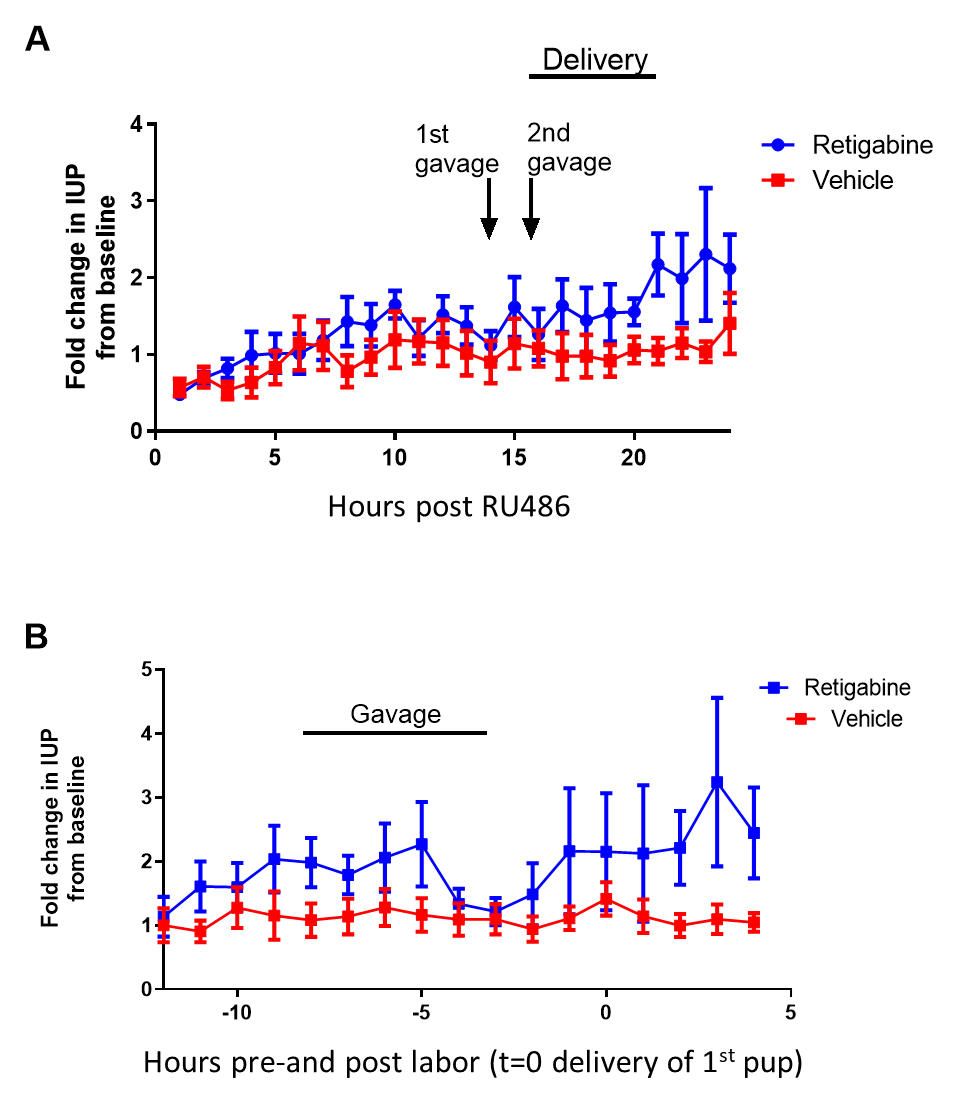 A
Delivery
4
3
2
1
0
Fold change in IUP
from baseline
1st
gavage
2nd
gavage
Retigabine
Vehicle
0
5
10
15
20
Hours post RU486
B
5
4
3
2
1
0
Fold change in IUP
from baseline
Gavage
Retigabine
Vehicle
-10
-5
0
5
Hours pre-and post labor (t=0 delivery of 1st pup)